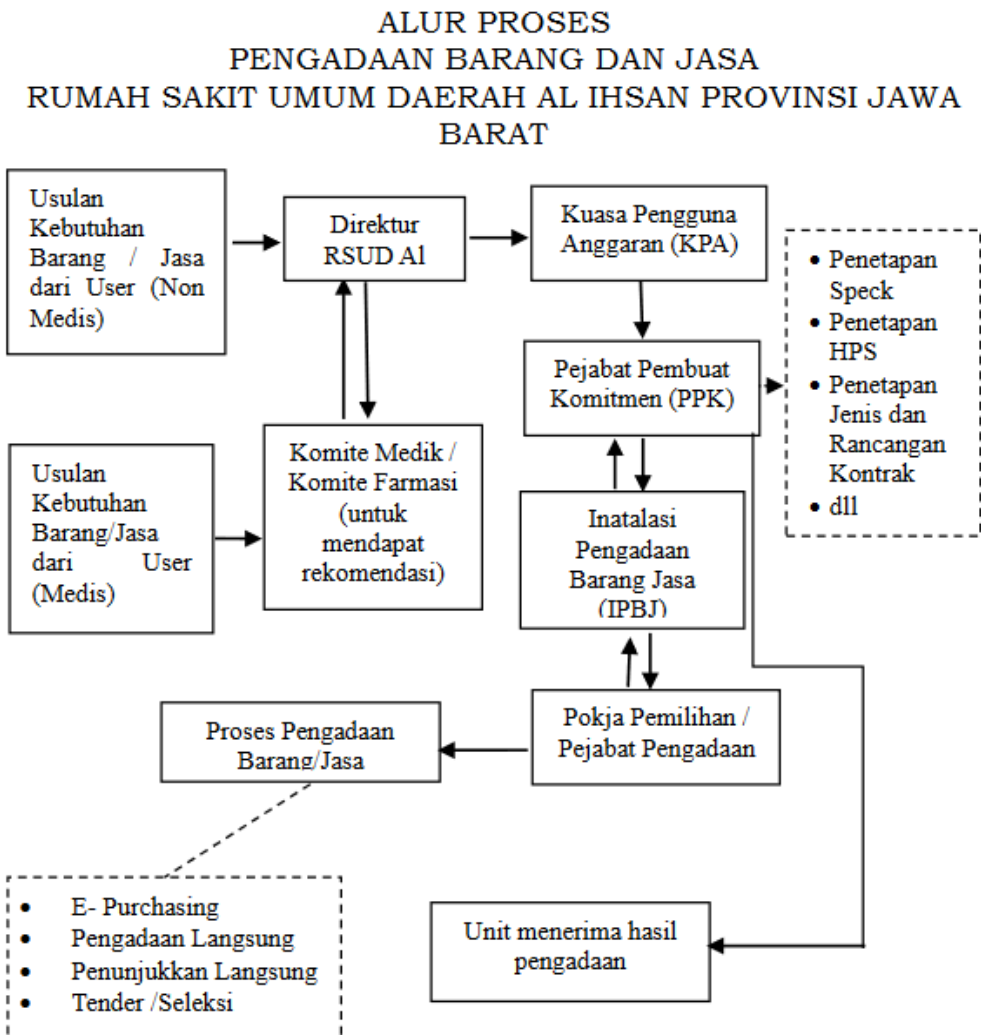 ALUR PROSES
PENGADAAN BARANG DAN JASA
RUMAH SAKIT UMUM DAERAH AL IHSAN PROVINSI JAWA
BARAT
Usulan
Kebutuhan
Barang / Jasa
dari User (Non
Medis)
Direktur
RSUD Al
Kuasa Pengguna
Anggaran (KPA)
• Penetapan
Speck
• Penetapan
HPS
• Penetapan
Jenis dan
Rancangan
Kontrak
• dll
Pejabat Pembuat
Komitmen (PPK)
Usulan
Kebutuhan
Barang/Jasa
dari User
(Medis)
Komite Medik /
Komite Farmasi
(untuk
mendapat
rekomendasi)
Inatalasi
Pengadaan
Barang Jasa
(IPBJ)
Proses Pengadaan
Barang/Jasa
Pokja Pemilihan /
Pejabat Pengadaan
• E- Purchasing
• Pengadaan Langsung
• Penunjukkan Langsung
• Tender /Seleksi
Unit menerima hasil
pengadaan